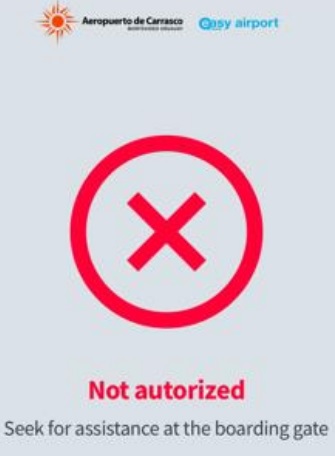 Aeropuerto de Carrasco easy airport
MONTEVIDEO URUGUAY
Not autorized
Seek for assistance at the boarding gate